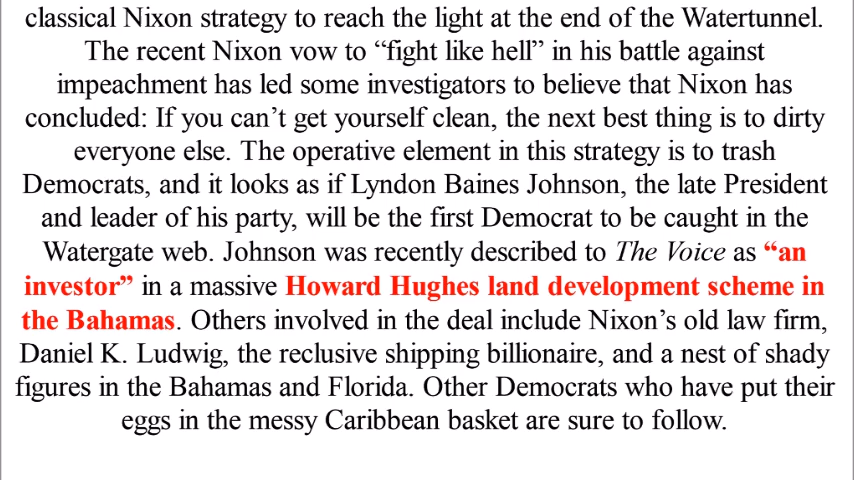 classical Nixon strategy to reach the light at the end of the Watertunnel.
The recent Nixon vow to “fight like hell” in his battle against
impeachment has led some investigators to believe that Nixon has
concluded: If you can’t get yourself clean, the next best thing is to dirty
everyone else. The operative element in this strategy is to trash
Democrats, and it looks as if Lyndon Baines Johnson, the late President
and leader of his party, will be the first Democrat to be caught in the
Watergate web. Johnson was recently described to The Voice as “an
investor” in a massive Howard Hughes land development scheme in
the Bahamas. Others involved in the deal include Nixon’s old law firm,
Daniel K. Ludwig, the reclusive shipping billionaire, and a nest of shady
figures in the Bahamas and Florida. Other Democrats who have put their
eggs in the messy Caribbean basket are sure to follow.